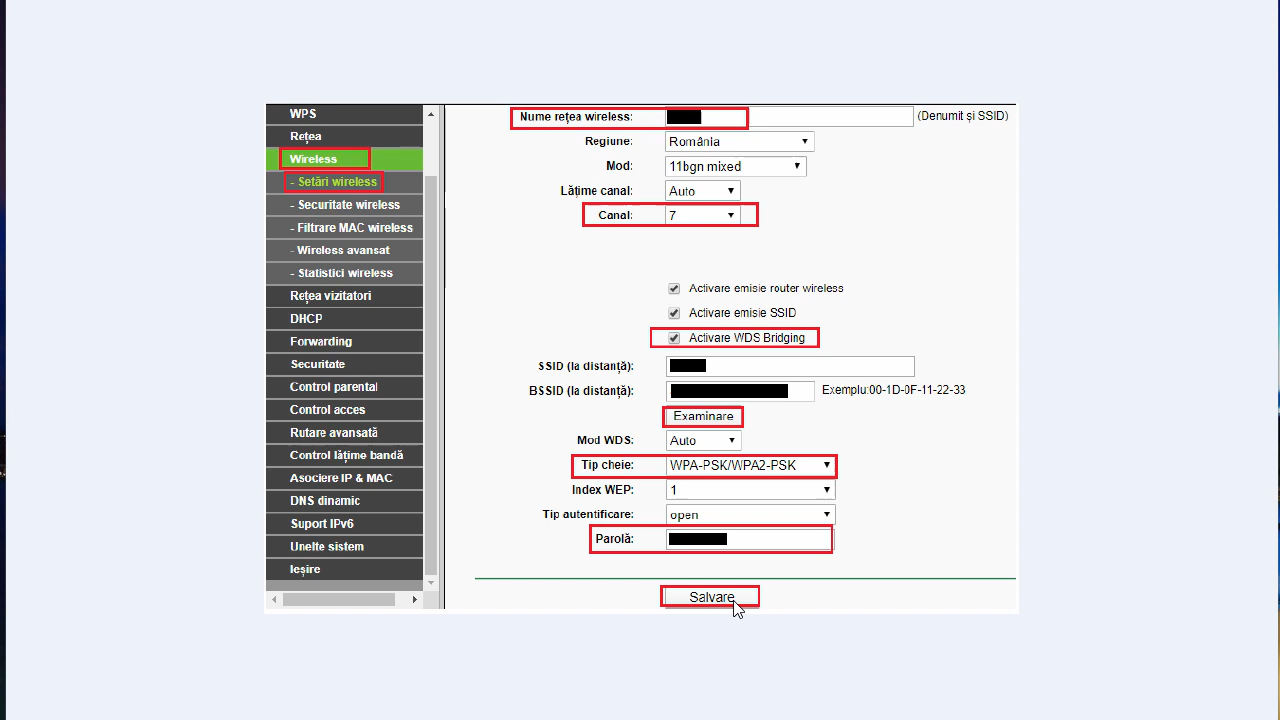 WPS
Rețea
Wireless
- Setări wireless
- Securitate wireless
- Filtrare MAC wireless
- Wireless avansat
- Statistici wireless
Rețea vizitatori
DHCP
Forwarding
Securitate
Control parental
Control acces
Rutare avansată
Control lățime bandă
Asociere IP & MAC
DNS dinamic
Suport IPv6
Unelte sistem
Ieșire
Nume rețea wireless: (Denumit și SSID)
Regiune: România
Mod: 11bgn mixed
Lățime canal: Auto
Canal: 7
Activare emisie router wireless
Activare emisie SSID
Activare WDS Bridging
SSID (la distanță):
BSSID (la distanță): Exemplu:00-1D-0F-11-22-33
Examinare
Mod WDS: Auto
Tip cheie: WPA-PSK/WPA2-PSK
Index WEP: 1
Tip autentificare: open
Parolă:
Salvare